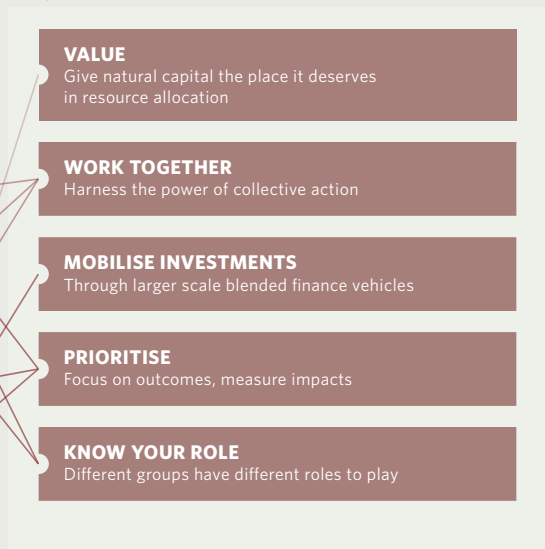 VALUE
Give natural capital the place it deserves
in resource allocation
WORK TOGETHER
Harness the power of collective action
MOBILISE INVESTMENTS
Through larger scale blended finance vehicles
PRIORITISE
Focus on outcomes, measure impacts
KNOW YOUR ROLE
Different groups have different roles to play